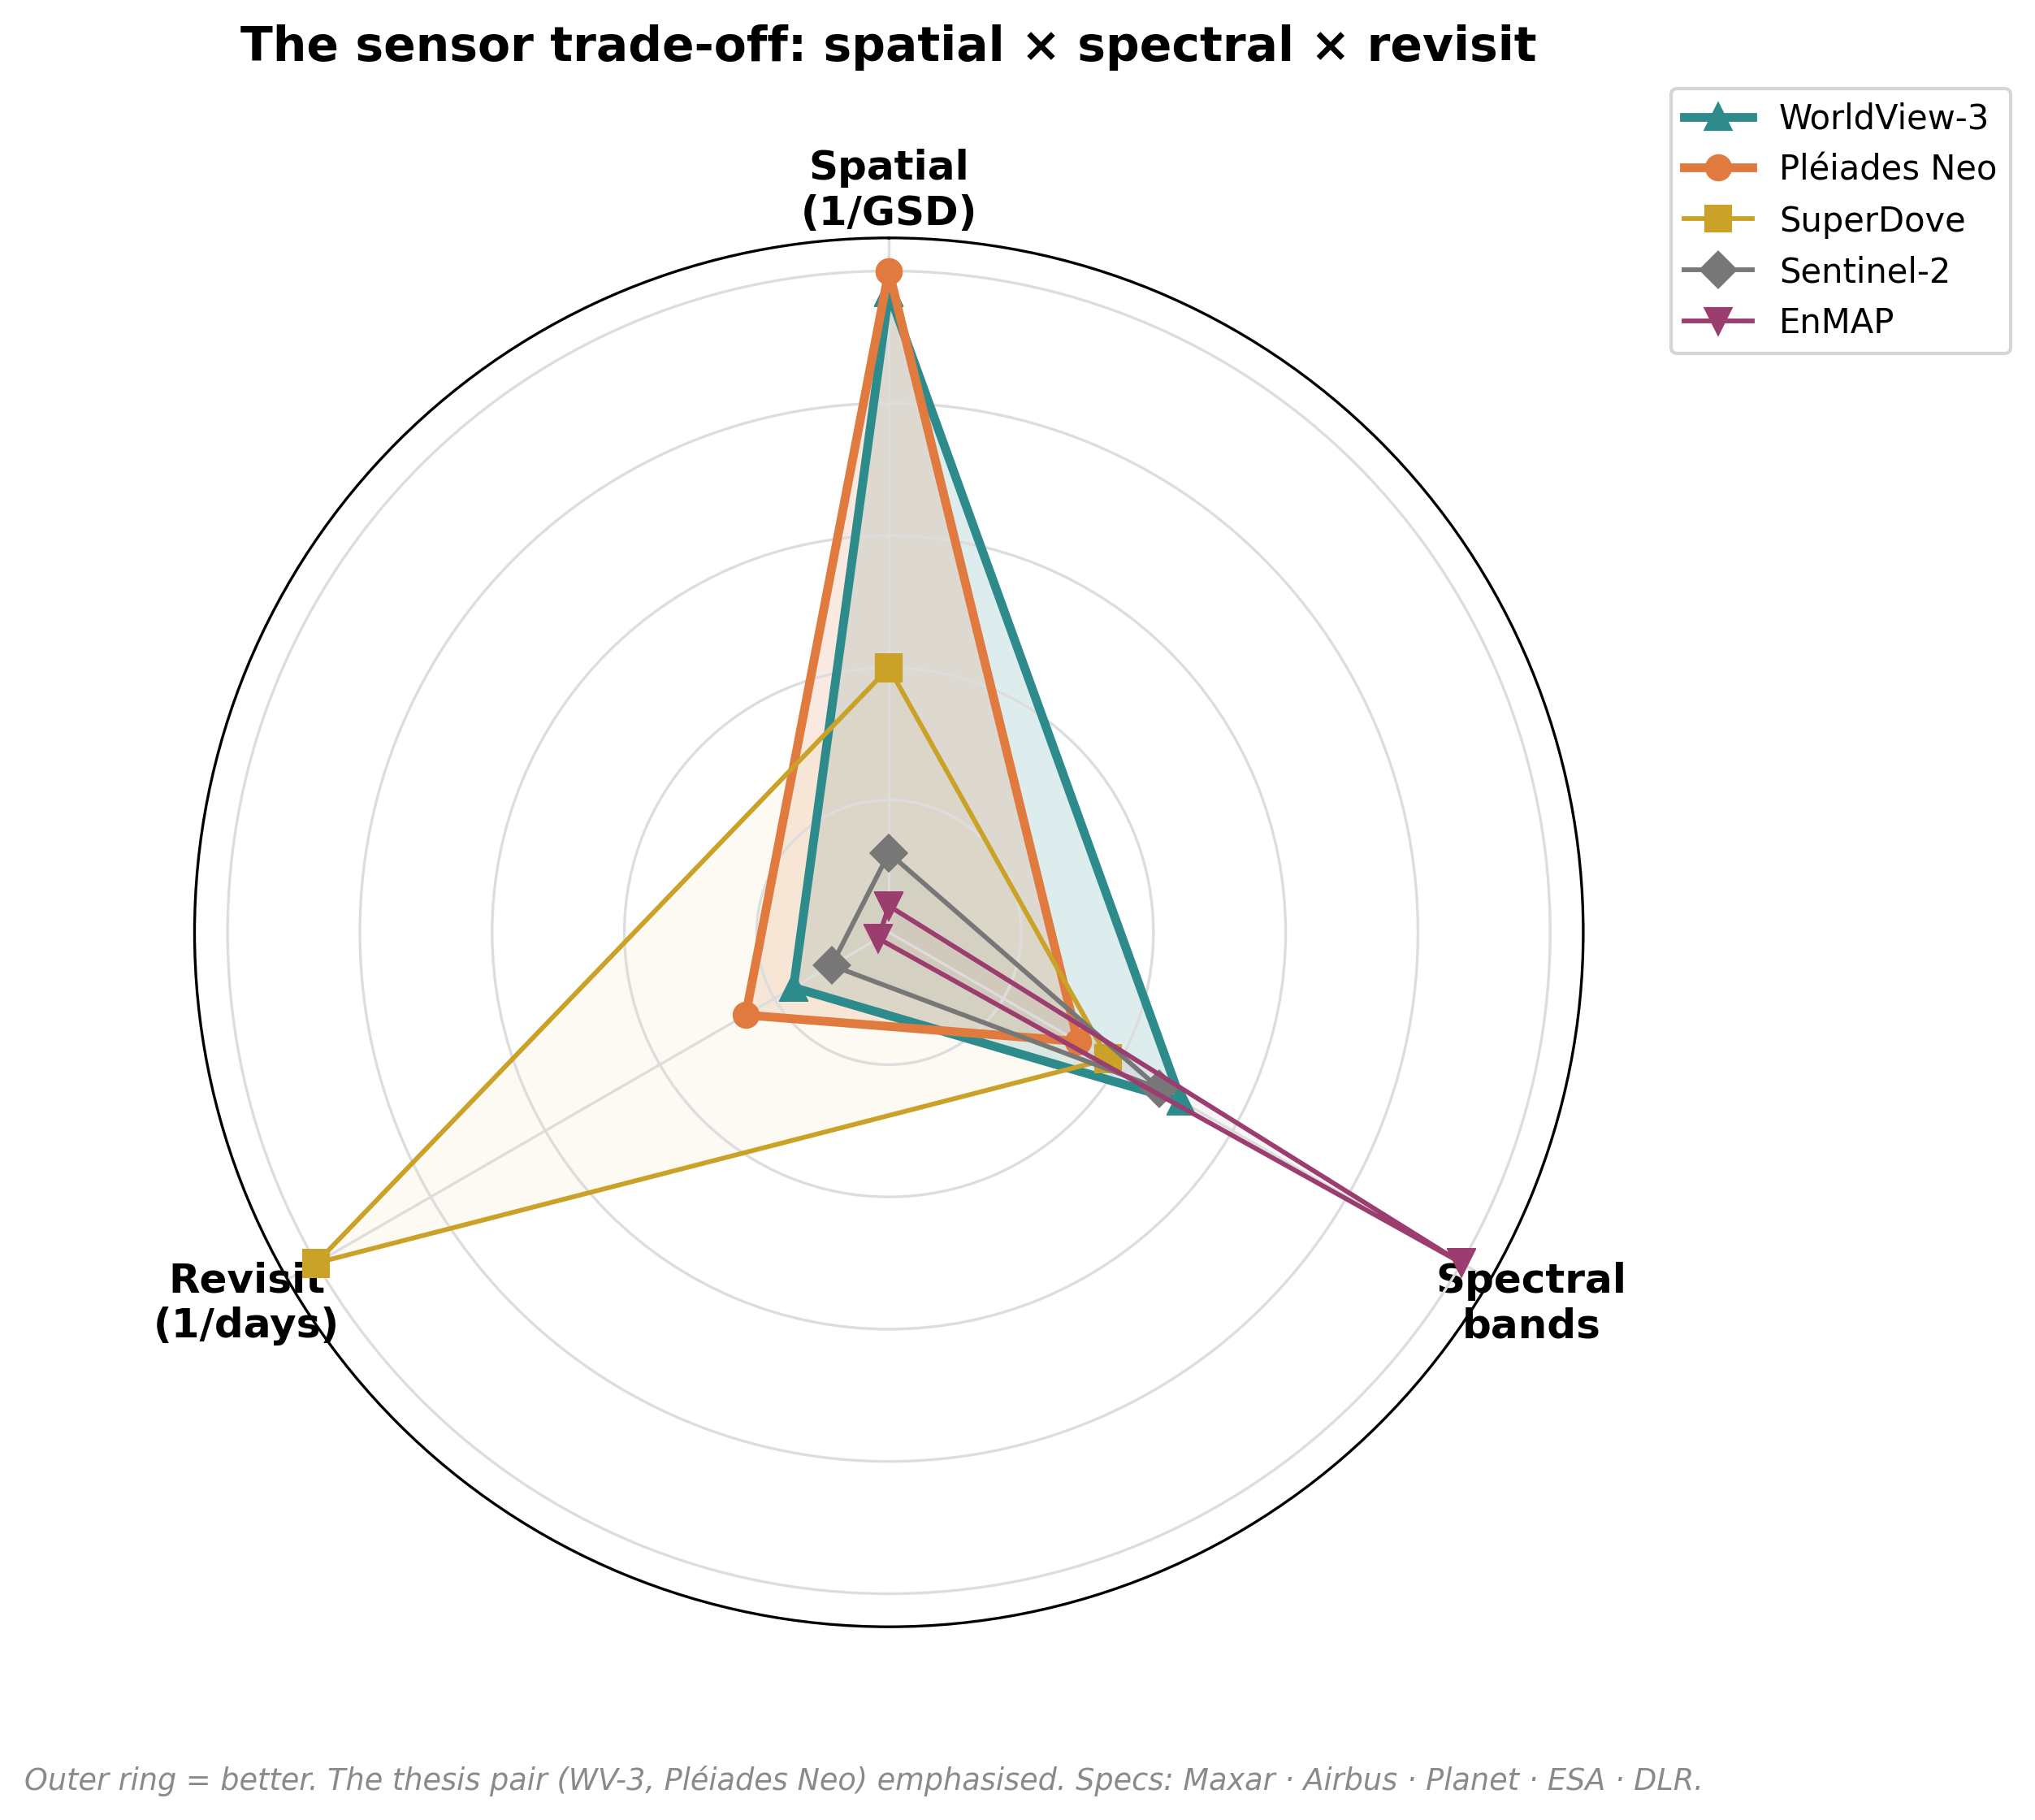 The sensor trade-off: spatial × spectral × revisit
WorldView-3
Pléiades Neo
SuperDove
Sentinel-2
EnMAP
Spatial
(1/GSD)
Revisit
(1/days)
Spectral
bands
Outer ring = better. The thesis pair (WV-3, Pléiades Neo) emphasised. Specs: Maxar · Airbus · Planet · ESA · DLR.